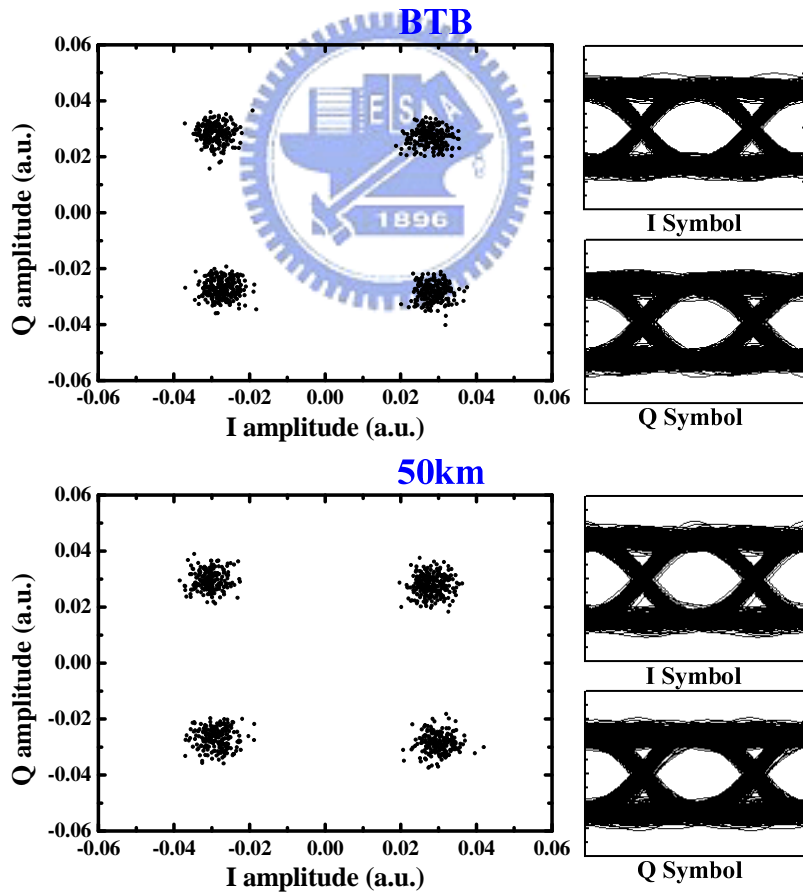 BTB
0.06
0.04
0.02
0.00
-0.02
-0.04
-0.06
Q amplitude (a.u.)
-0.06 -0.04 -0.02 0.00 0.02 0.04 0.06
I amplitude (a.u.)
E S A
1896
I Symbol
Q Symbol
50km
0.06
0.04
0.02
0.00
-0.02
-0.04
-0.06
Q amplitude (a.u.)
-0.06 -0.04 -0.02 0.00 0.02 0.04 0.06
I amplitude (a.u.)
I Symbol
Q Symbol